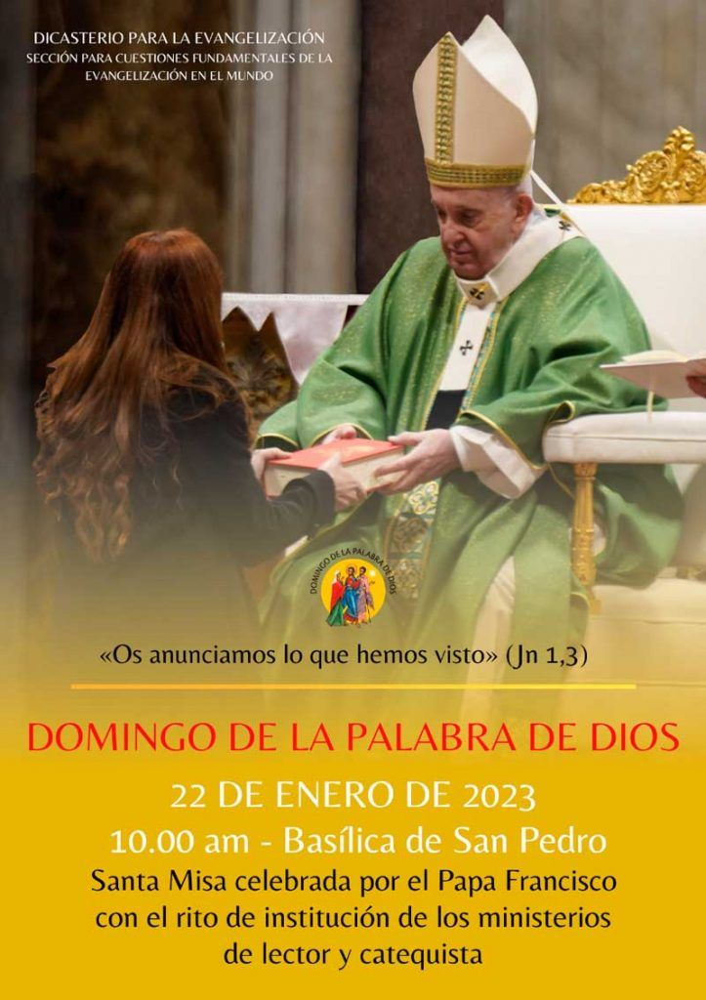 DICASTERIO PARA LA EVANGELIZACIÓN
SECCIÓN PARA CUESTIONES FUNDAMENTALES DE LA
EVANGELIZACIÓN EN EL MUNDO
DOMINGO DE LA PALABRA DE DIOS
«Os anunciamos lo que hemos visto» (Jn 1,3)
DOMINGO DE LA PALABRA DE DIOS
22 DE ENERO DE 2023
10.00 am - Basílica de San Pedro
Santa Misa celebrada por el Papa Francisco
con el rito de institución de los ministerios
de lector y catequista